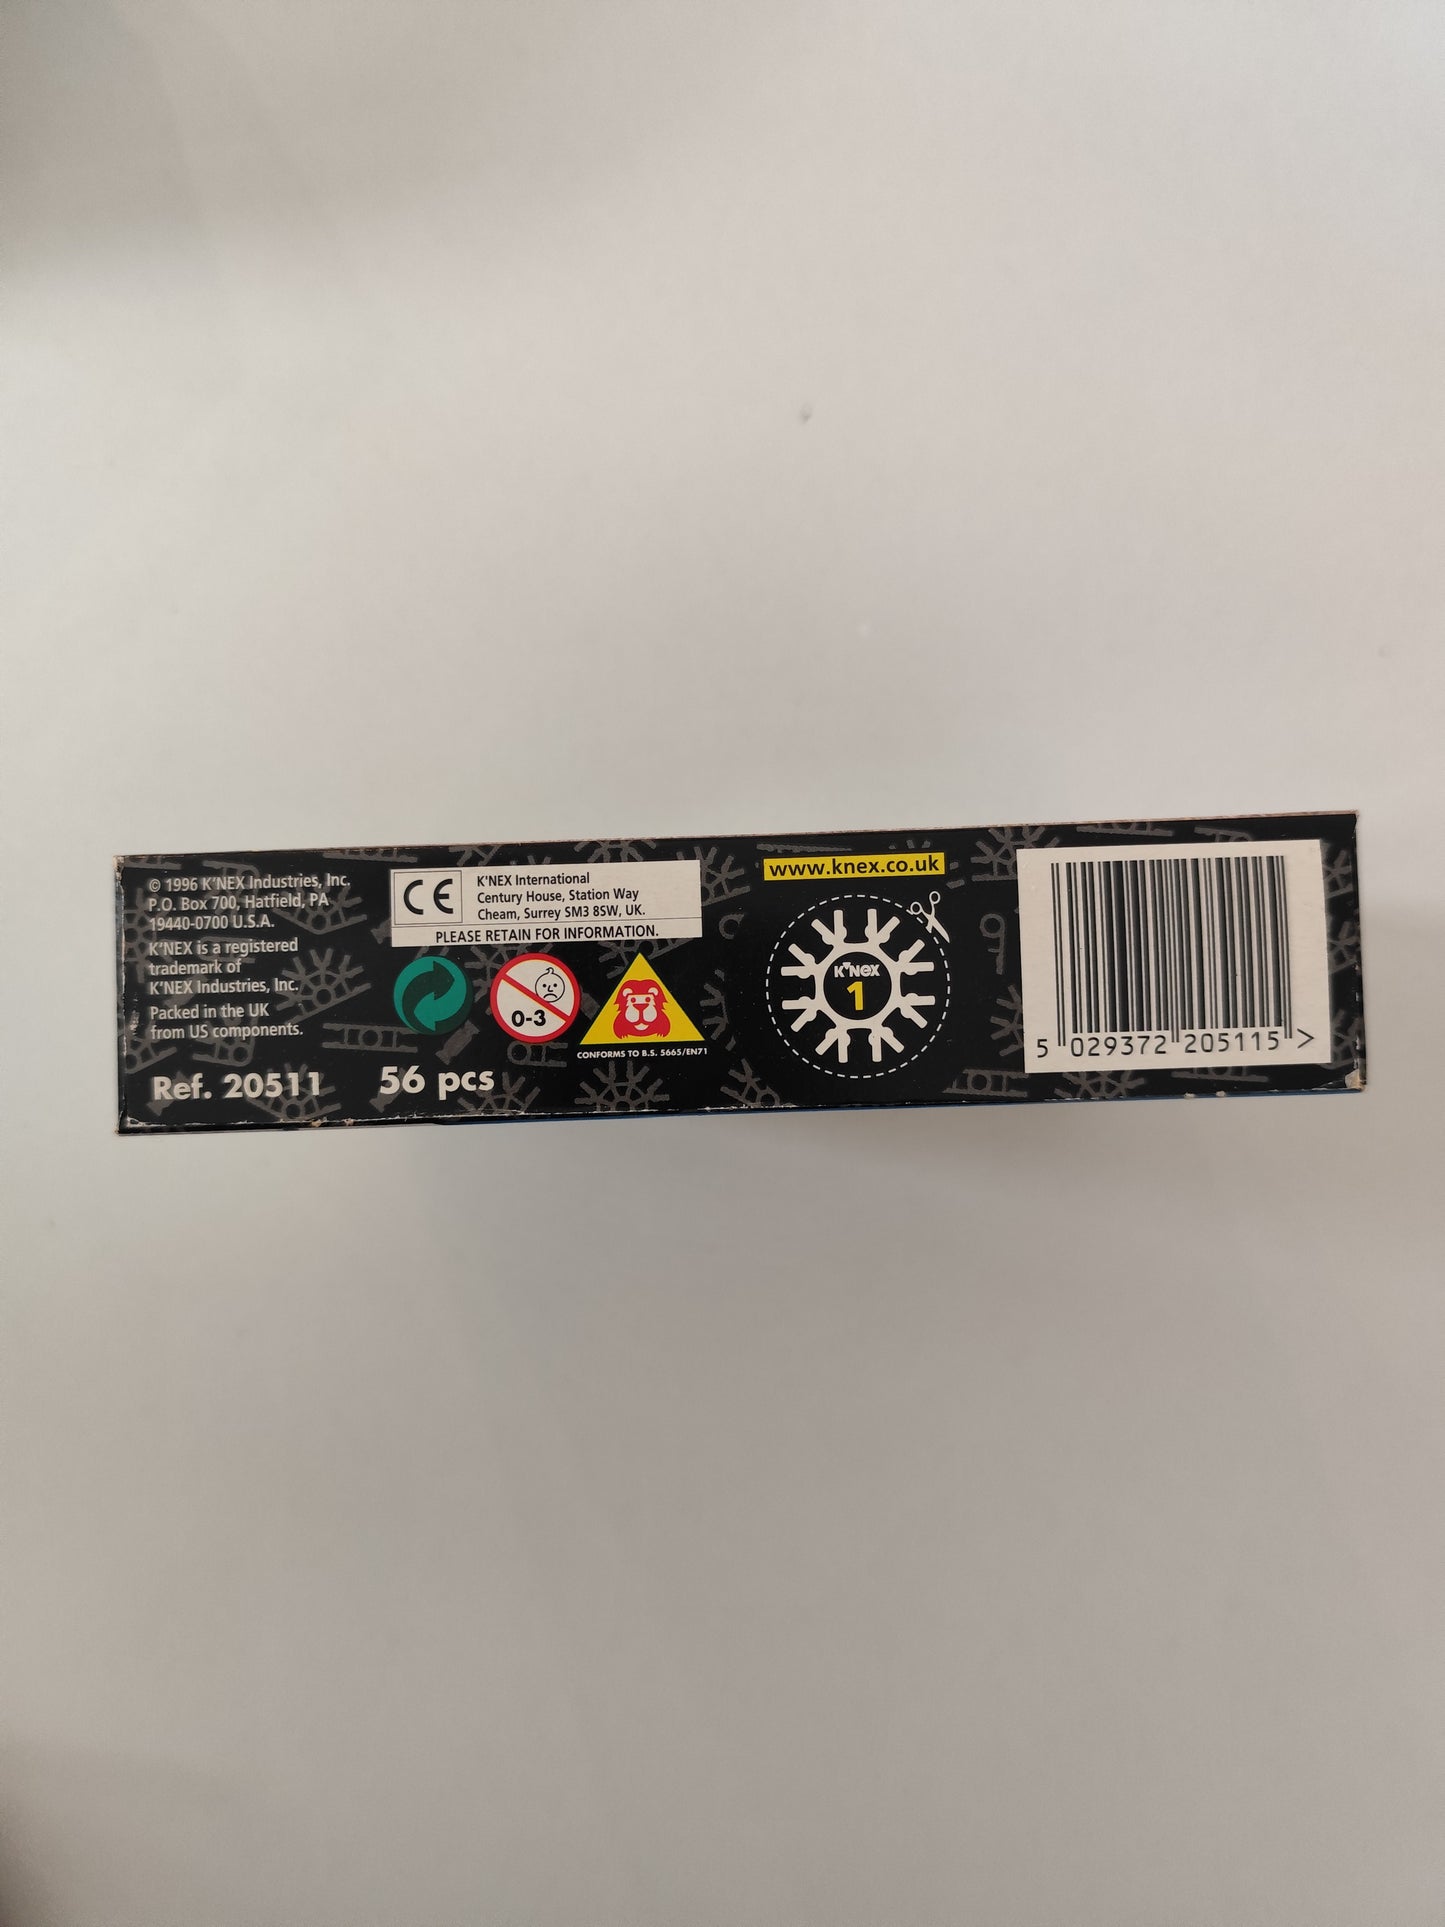 © 1996 K'NEX Industries, Inc.
P.O. Box 700, Hatfield, PA
19440-0700 U.S.A.
K'NEX is a registered
trademark of
K'NEX Industries, Inc.
Packed in the UK
from US components.
Ref. 20511
56 pcs
CE
K'NEX International
Century House, Station Way
Cheam, Surrey SM3 8SW, UK.
PLEASE RETAIN FOR INFORMATION.
0-3
CONFORMS TO B.S. 5665/EN71
www.knex.co.uk
K'NEX
1
5 029372 205115 >